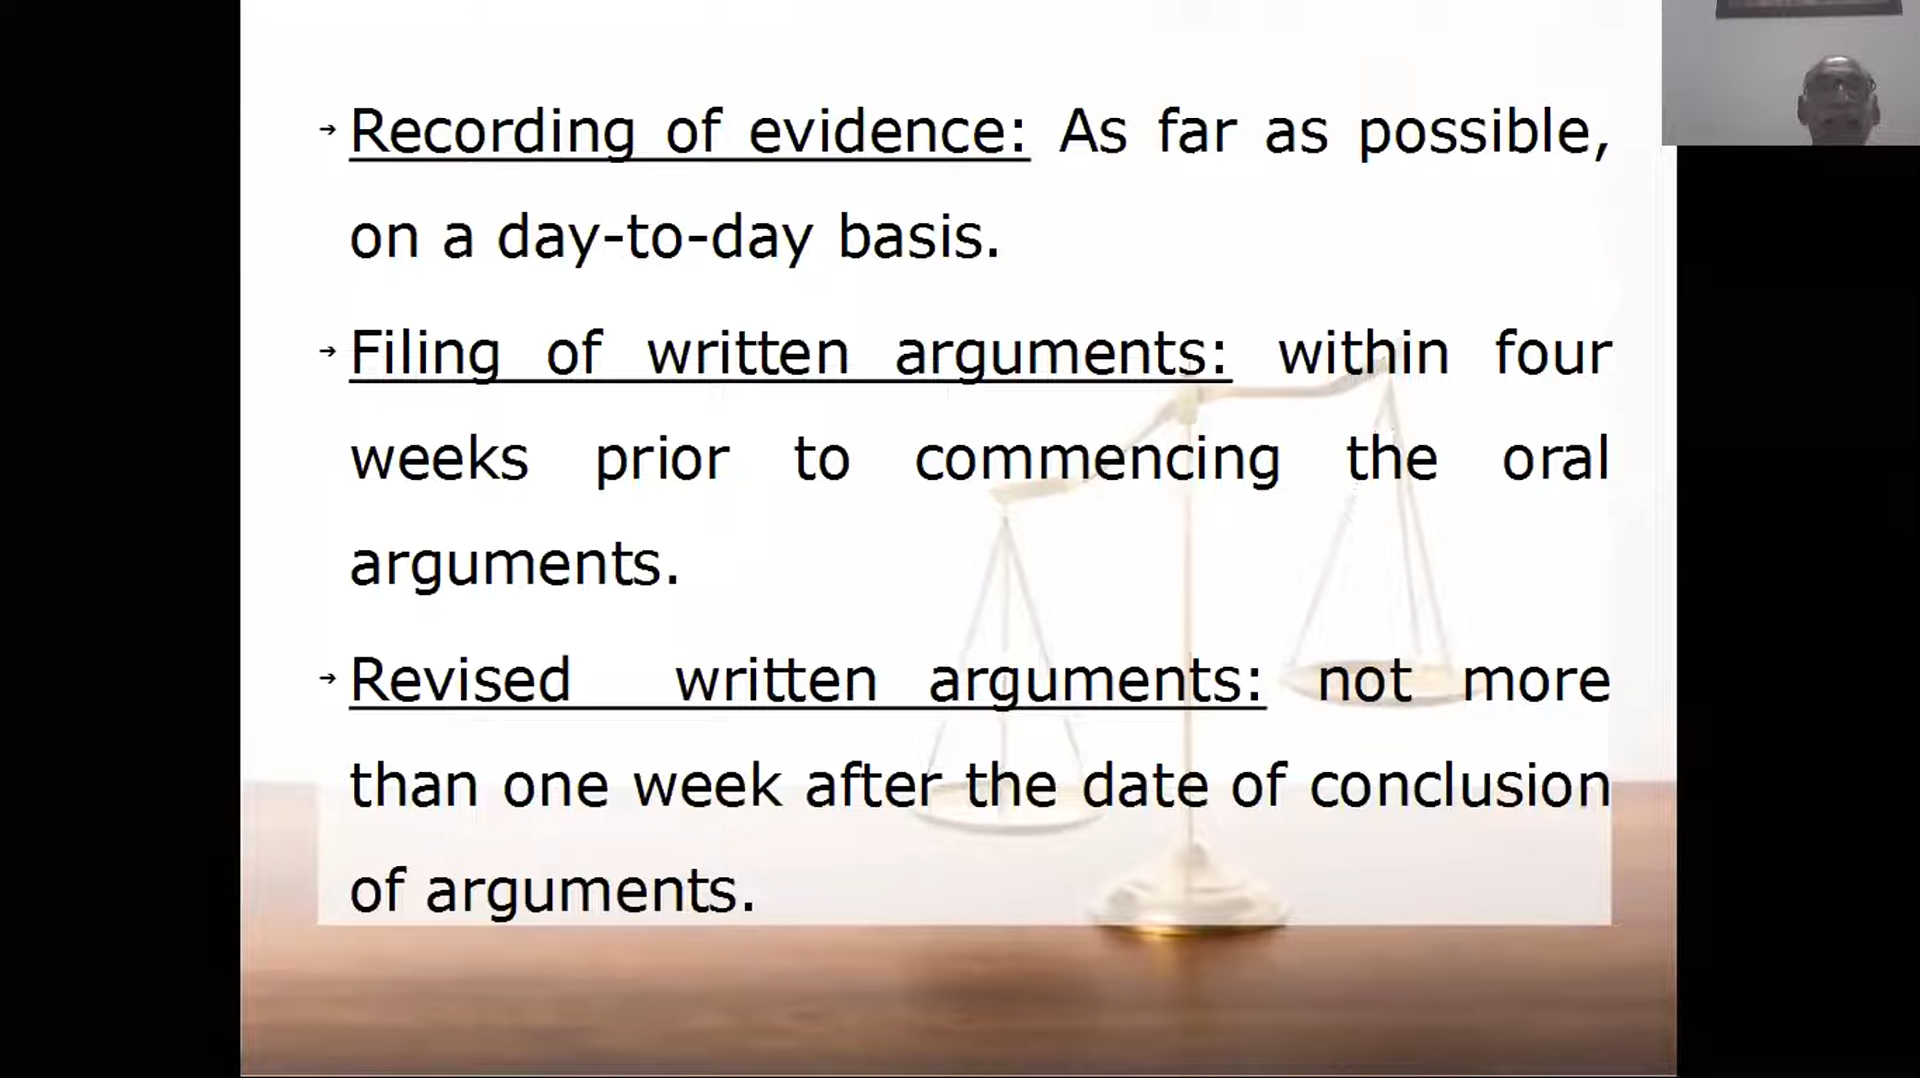 → Recording of evidence: As far as possible,
on a day-to-day basis.
→ Filing of written arguments: within four
weeks prior to commencing the oral
arguments.
→ Revised written arguments: not more
than one week after the date of conclusion
of arguments.